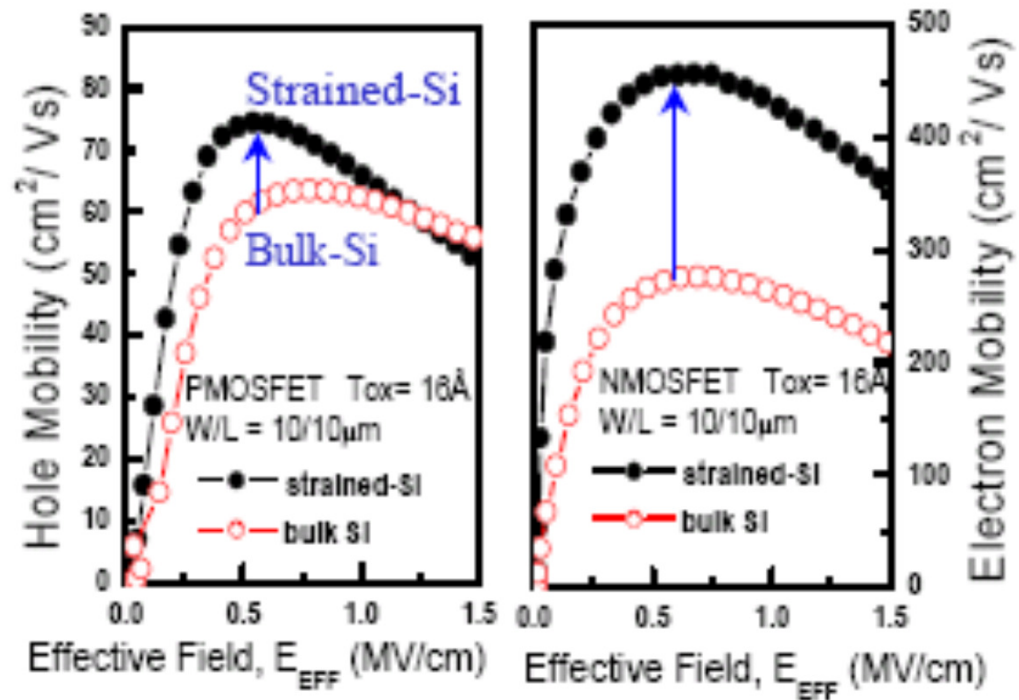 Hole Mobility (cm²/ Vs)
90
80
70
60
50
40
30
20
10
0
Strained-Si
Bulk-Si
PMOSFET Tox= 16Å
W/L = 10/10μm
strained-Si
bulk Si
0.0 0.5 1.0 1.5
Effective Field, E_EFF (MV/cm)
NMOSFET Tox= 16Å
W/L = 10/10μm
strained-Si
bulk Si
0.0 0.5 1.0 1.5
Effective Field, E_EFF (MV/cm)
500
400
300
200
100
0
Electron Mobility (cm²/ Vs)